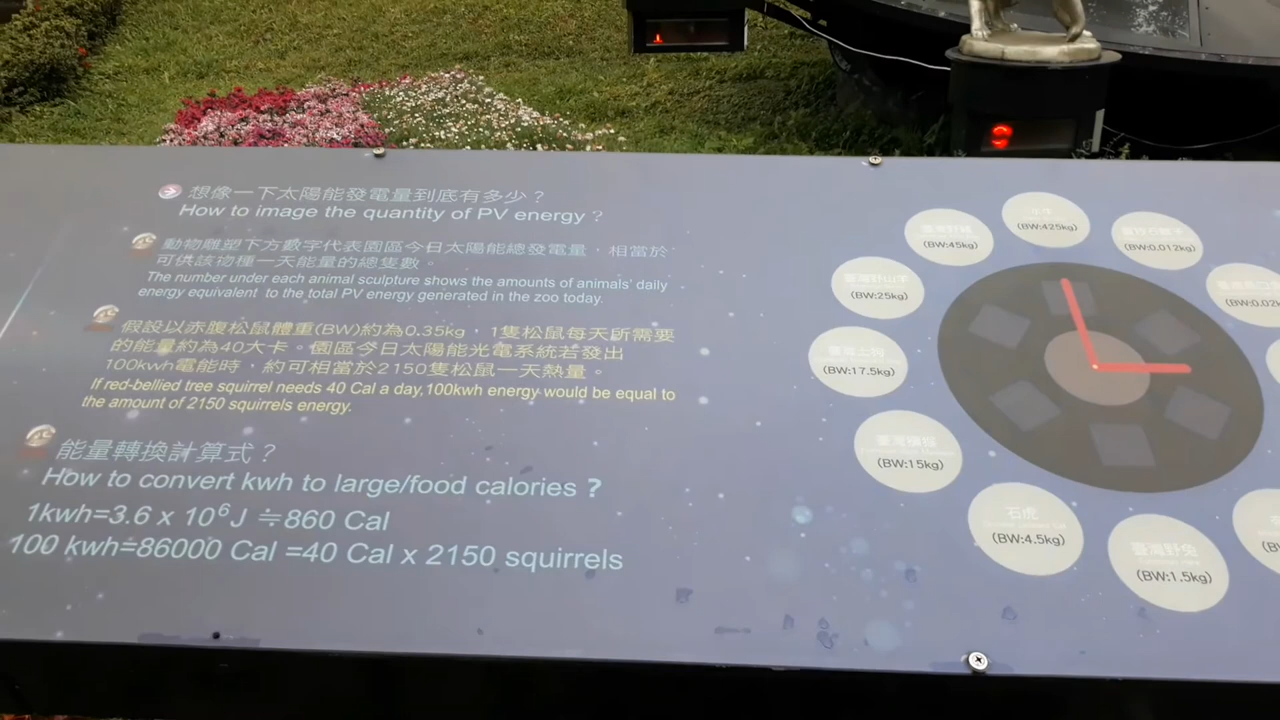 想像一下太陽能發電量到底有多少？
How to image the quantity of PV energy ?
動物雕塑下方數字代表園區今日太陽能總發電量，相當於
可供該物種一天能量的總隻數。
The number under each animal sculpture shows the amounts of animals' daily
energy equivalent to the total PV energy generated in the zoo today.
假設以赤腹松鼠體重(BW)約為0.35kg，1隻松鼠每天所需要
的能量約為40大卡。園區今日太陽能光電系統若發出
100kwh電能時，約可相當於2150隻松鼠一天熱量。
If red-bellied tree squirrel needs 40 Cal a day,100kwh energy would be equal to
the amount of 2150 squirrels energy.
能量轉換計算式？
How to convert kwh to large/food calories ?
1kwh=3.6 x 10⁶J ≒860 Cal
100 kwh=86000 Cal =40 Cal x 2150 squirrels
(BW:425kg)
(BW:45kg)
(BW:0.012kg)
臺灣野山羊
(BW:25kg)
(BW:0.02k
(BW:17.5kg)
臺灣獼猴
(BW:15kg)
石虎
(BW:4.5kg)
臺灣野兔
(BW:1.5kg)